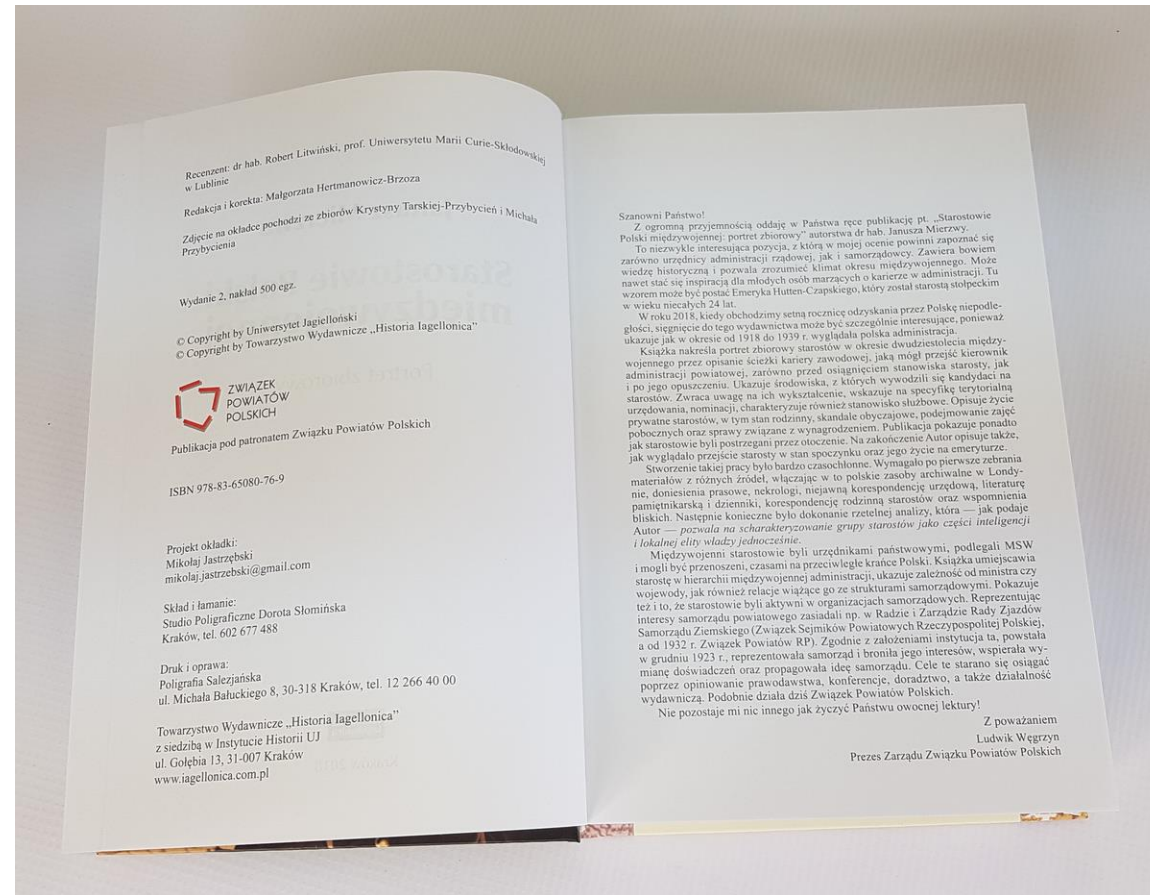 Recenzent: dr hab. Robert Litwiński, prof. Uniwersytetu Marii Curie-Skłodowskiej
w Lublinie
Redakcja i korekta: Małgorzata Hertmanowicz-Brzoza
Zdjęcie na okładce pochodzi ze zbiorów Krystyny Tarskiej-Przybycień i Michała
Przybycienia
Wydanie 2, nakład 500 egz.
© Copyright by Uniwersytet Jagielloński
© Copyright by Towarzystwo Wydawnicze „Historia Iagellonica”
ZWIĄZEK
POWIATÓW
POLSKICH
Publikacja pod patronatem Związku Powiatów Polskich
ISBN 978-83-65080-76-9
Projekt okładki:
Mikołaj Jastrzębski
mikolaj.jastrzebski@gmail.com
Skład i łamanie:
Studio Poligraficzne Dorota Słomińska
Kraków, tel. 602 677 488
Druk i oprawa:
Poligrafia Salezjańska
ul. Michała Bałuckiego 8, 30-318 Kraków, tel. 12 266 40 00
Towarzystwo Wydawnicze „Historia Iagellonica”
z siedzibą w Instytucie Historii UJ
ul. Gołębia 13, 31-007 Kraków
www.iagellonica.com.pl
Szanowni Państwo!
Z ogromną przyjemnością oddaję w Państwa ręce publikację pt. „Starostowie
Polski międzywojennej: portret zbiorowy” autorstwa dr hab. Janusza Mierzwy.
To niezwykle interesująca pozycja, z którą w mojej ocenie powinni zapoznać się
zarówno urzędnicy administracji rządowej, jak i samorządowcy. Zawiera bowiem
wiedzę historyczną i pozwala zrozumieć klimat okresu międzywojennego. Może
nawet stać się inspiracją dla młodych osób marzących o karierze w administracji. Tu
wzorem może być postać Emeryka Hutten-Czapskiego, który został starostą stołpeckim
w wieku niecałych 24 lat.
W roku 2018, kiedy obchodzimy setną rocznicę odzyskania przez Polskę niepodle-
głości, sięgnięcie do tego wydawnictwa może być szczególnie interesujące, ponieważ
ukazuje jak w okresie od 1918 do 1939 r. wyglądała polska administracja.
Książka nakreśla portret zbiorowy starostów w okresie dwudziestolecia między-
wojennego przez opisanie ścieżki kariery zawodowej, jaką mógł przejść kierownik
administracji powiatowej, zarówno przed osiągnięciem stanowiska starosty, jak
i po jego opuszczeniu. Ukazuje środowiska, z których wywodzili się kandydaci na
starostów. Zwraca uwagę na ich wykształcenie, wskazuje na specyfikę terytorialną
urzędowania, nominacji, charakteryzuje również stanowisko służbowe. Opisuje życie
prywatne starostów, w tym stan rodzinny, skandale obyczajowe, podejmowanie zajęć
pobocznych oraz sprawy związane z wynagrodzeniem. Publikacja pokazuje ponadto
jak starostowie byli postrzegani przez otoczenie. Na zakończenie Autor opisuje także,
jak wyglądało przejście starosty w stan spoczynku oraz jego życie na emeryturze.
Stworzenie takiej pracy było bardzo czasochłonne. Wymagało po pierwsze zebrania
materiałów z różnych źródeł, włączając w to polskie zasoby archiwalne w Londy-
nie, doniesienia prasowe, nekrologi, niejawną korespondencję urzędową, literaturę
pamiętnikarską i dzienniki, korespondencję rodzinną starostów oraz wspomnienia
bliskich. Następnie konieczne było dokonanie rzetelnej analizy, która — jak podaje
Autor — pozwala na scharakteryzowanie grupy starostów jako części inteligencji
i lokalnej elity władzy jednocześnie.
Międzywojenni starostowie byli urzędnikami państwowymi, podlegali MSW
i mogli być przenoszeni, czasami na przeciwległe krańce Polski. Książka umiejscawia
starostę w hierarchii międzywojennej administracji, ukazuje zależność od ministra czy
wojewody, jak również relacje wiążące go ze strukturami samorządowymi. Pokazuje
też i to, że starostowie byli aktywni w organizacjach samorządowych. Reprezentując
interesy samorządu powiatowego zasiadali np. w Radzie i Zarządzie Rady Zjazdów
Samorządu Ziemskiego (Związek Sejmików Powiatowych Rzeczypospolitej Polskiej,
a od 1932 r. Związek Powiatów RP). Zgodnie z założeniami instytucja ta, powstała
w grudniu 1923 r., reprezentowała samorząd i broniła jego interesów, wspierała wy-
mianę doświadczeń oraz propagowała ideę samorządu. Cele te starano się osiągać
poprzez opiniowanie prawodawstwa, konferencje, doradztwo, a także działalność
wydawniczą. Podobnie działa dziś Związek Powiatów Polskich.
Nie pozostaje mi nic innego jak życzyć Państwu owocnej lektury!
Z poważaniem
Ludwik Węgrzyn
Prezes Zarządu Związku Powiatów Polskich